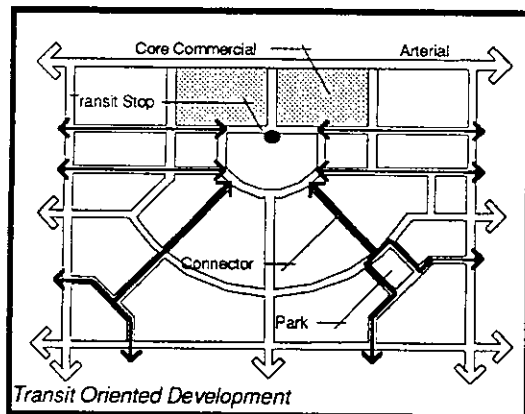 Core Commercial
Arterial
Transit Stop
Connector
Park
Transit Oriented Development